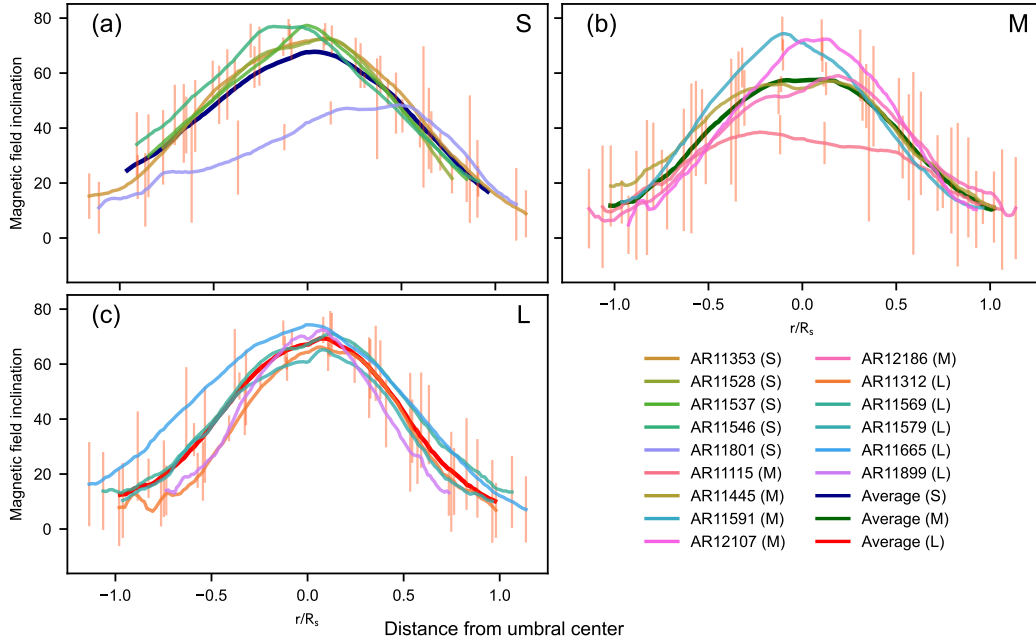 (a)
S
(b)
M
80
60
40
20
0
Magnetic field inclination
−1.0
−0.5
0.0
0.5
1.0
r/Rs
(c)
L
80
60
40
20
0
Magnetic field inclination
−1.0
−0.5
0.0
0.5
1.0
r/Rs
Distance from umbral center
AR11353 (S)
AR11528 (S)
AR11537 (S)
AR11546 (S)
AR11801 (S)
AR11115 (M)
AR11445 (M)
AR11591 (M)
AR12107 (M)
AR12186 (M)
AR11312 (L)
AR11569 (L)
AR11579 (L)
AR11665 (L)
AR11899 (L)
Average (S)
Average (M)
Average (L)